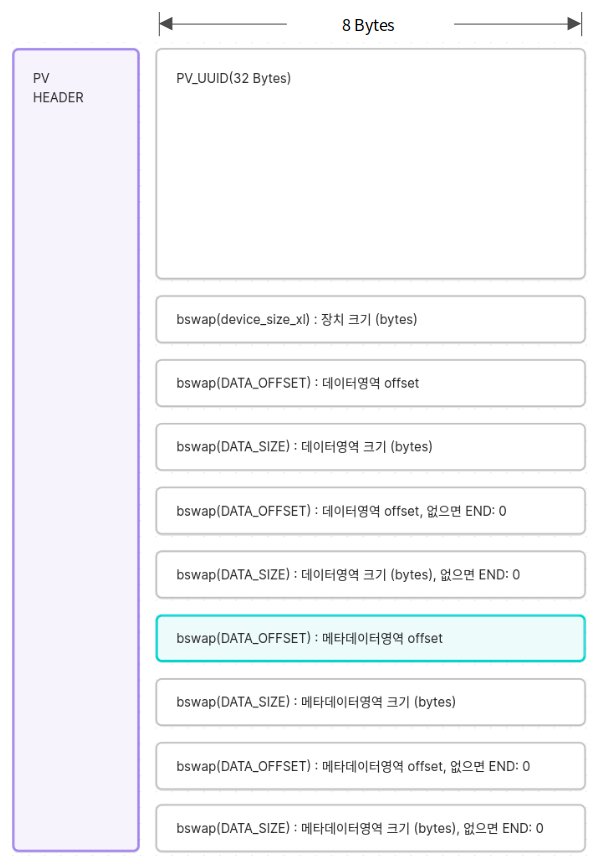 8 Bytes
PV
HEADER
PV_UUID(32 Bytes)
bswap(device_size_xl) : 장치 크기 (bytes)
bswap(DATA_OFFSET) : 데이터영역 offset
bswap(DATA_SIZE) : 데이터영역 크기 (bytes)
bswap(DATA_OFFSET) : 데이터영역 offset, 없으면 END: 0
bswap(DATA_SIZE) : 데이터영역 크기 (bytes), 없으면 END: 0
bswap(DATA_OFFSET) : 메타데이터영역 offset
bswap(DATA_SIZE) : 메타데이터영역 크기 (bytes)
bswap(DATA_OFFSET) : 메타데이터영역 offset, 없으면 END: 0
bswap(DATA_SIZE) : 메타데이터영역 크기 (bytes), 없으면 END: 0